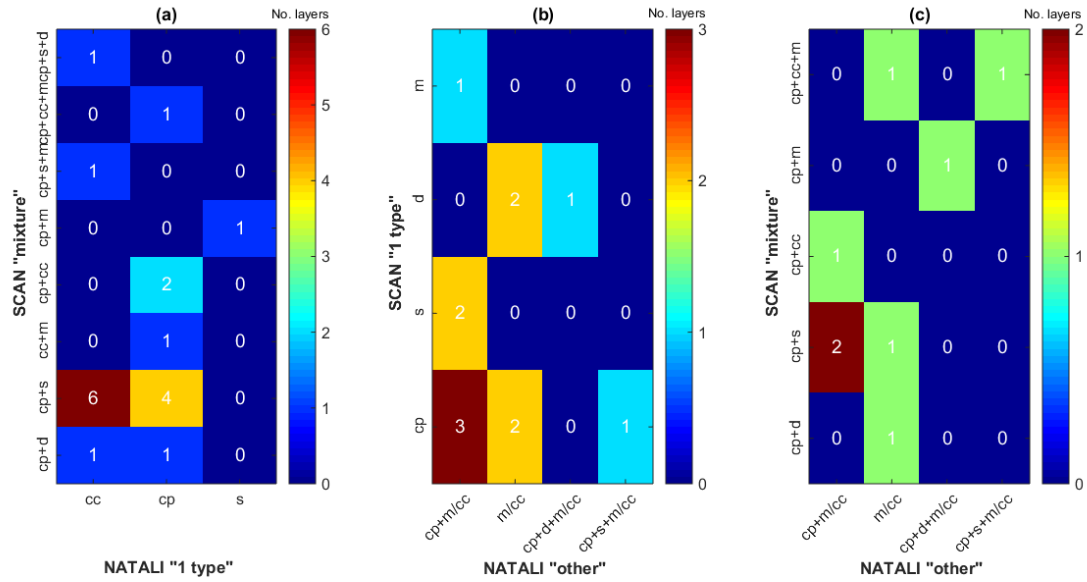 (a)
No. layers
SCAN "mixture"
cp+s+d
cp+cc+m
cp+s+m
cp+m
cp+cc
cc+m
cp+s
cp+d
1 0 0
0 1 0
1 0 0
0 0 1
0 2 0
0 1 0
6 4 0
1 1 0
cc cp s
NATALI "1 type"
6
5
4
3
2
1
0
(b)
No. layers
SCAN "1 type"
m
d
s
cp
1 0 0 0
0 2 1 0
2 0 0 0
3 2 0 1
cp+m/cc m/cc cp+d+m/cc cp+s+m/cc
NATALI "other"
3
2
1
0
(c)
No. layers
SCAN "mixture"
cp+cc+m
cp+m
cp+cc
cp+s
cp+d
0 1 0 1
0 0 1 0
1 0 0 0
2 1 0 0
0 1 0 0
cp+m/cc m/cc cp+d+m/cc cp+s+m/cc
NATALI "other"
2
1
0